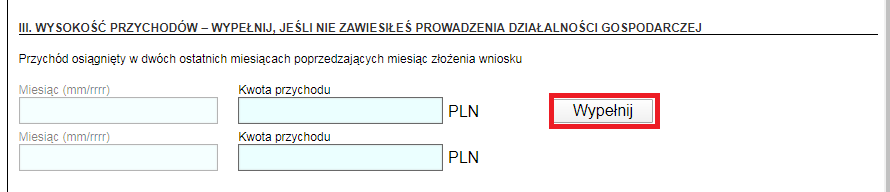 III. WYSOKOŚĆ PRZYCHODÓW – WYPEŁNIJ, JEŚLI NIE ZAWIESIŁEŚ PROWADZENIA DZIAŁALNOŚCI GOSPODARCZEJ
Przychód osiągnięty w dwóch ostatnich miesiącach poprzedzających miesiąc złożenia wniosku
Miesiąc (mm/rrrr) Kwota przychodu
PLN Wypełnij
Miesiąc (mm/rrrr) Kwota przychodu
PLN